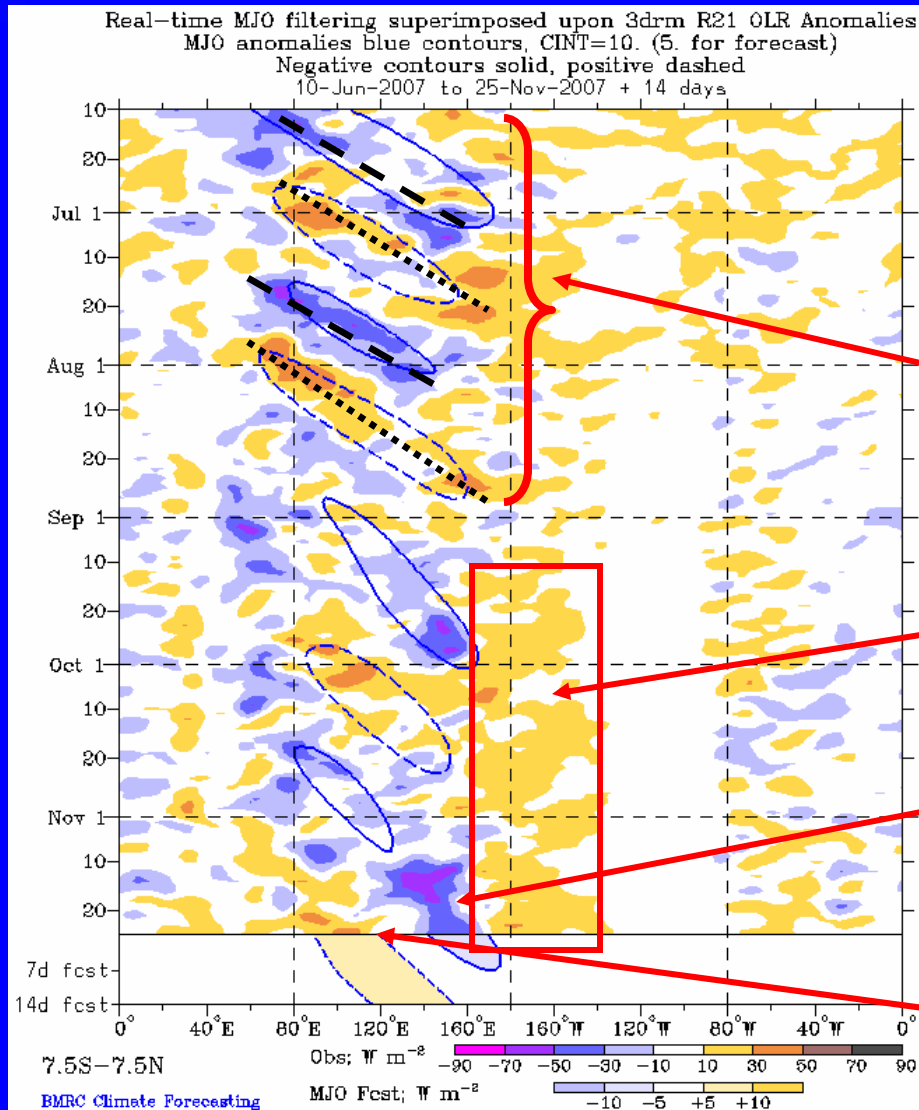 Real-time MJO filtering superimposed upon 3drm R21 OLR Anomalies
MJO anomalies blue contours, CINT=10. (5. for forecast)
Negative contours solid, positive dashed
10-Jun-2007 to 25-Nov-2007 + 14 days
10
20
Jul 1
10
20
Aug 1
10
20
Sep 1
10
20
Oct 1
10
20
Nov 1
10
20
7d fcst
14d fcst
0° 40°E 80°E 120°E 160°E 160°W 120°W 80°W 40°W 0°
7.5S-7.5N
Obs; W m⁻²
-90 -70 -50 -30 -10 10 30 50 70 90
MJO Fcst; W m⁻²
-10 -5 +5 +10
BMRC Climate Forecasting